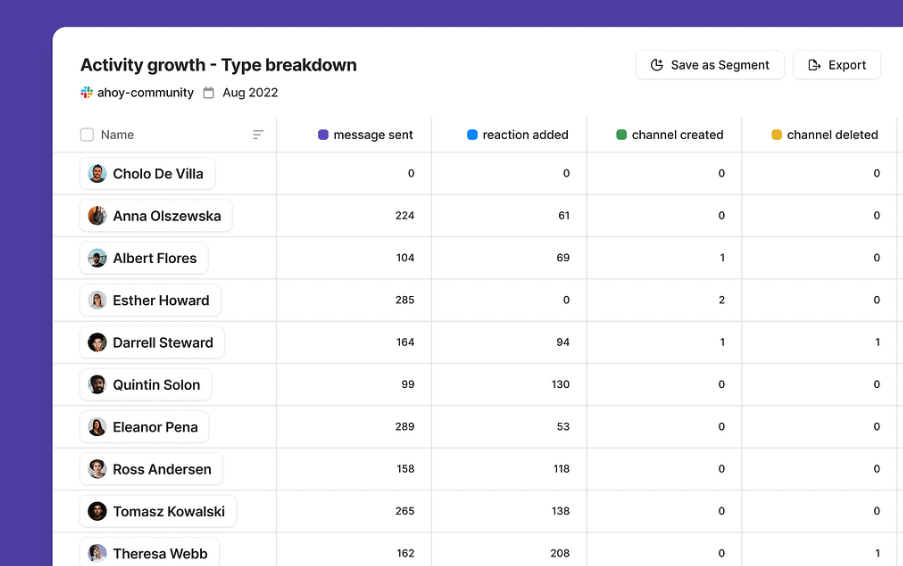 Activity growth - Type breakdown
Save as Segment
Export
ahoy-community Aug 2022
Name message sent reaction added channel created channel deleted
Cholo De Villa 0 0 0 0
Anna Olszewska 224 61 0 0
Albert Flores 104 69 1 0
Esther Howard 285 0 2 0
Darrell Steward 164 94 1 1
Quintin Solon 99 130 0 0
Eleanor Pena 289 53 0 0
Ross Andersen 158 118 0 0
Tomasz Kowalski 265 138 0 0
Theresa Webb 162 208 0 1